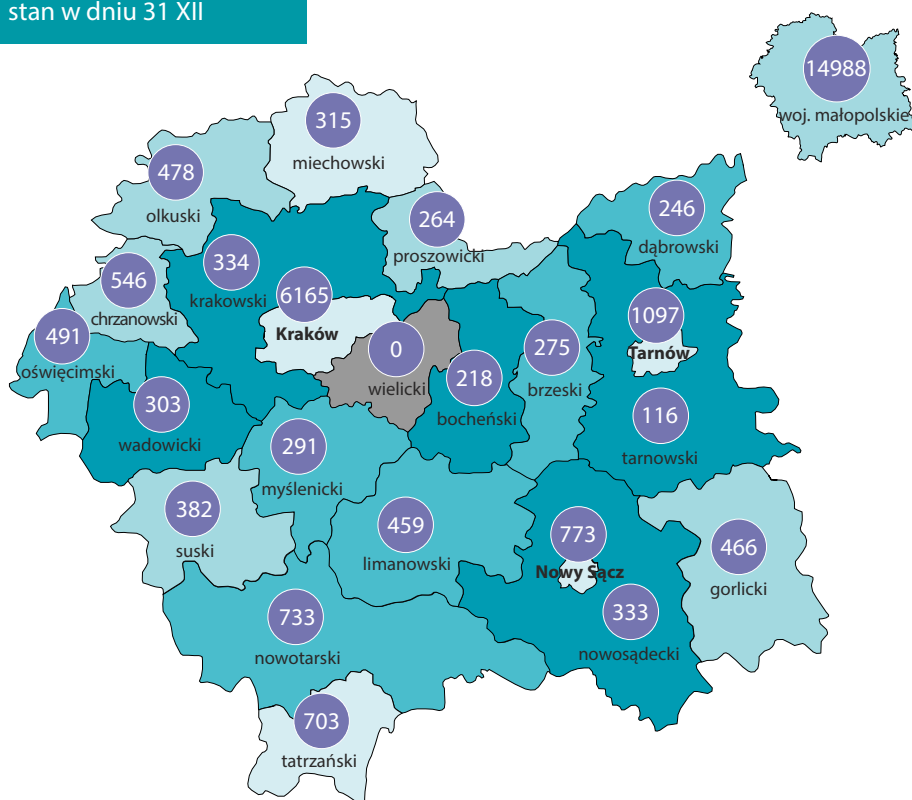 stan w dniu 31 XII
14988
woj. małopolskie
315
miechowski
478
olkuski
264
proszowicki
246
dąbrowski
334
krakowski
546
chrzanowski
6165
Kraków
1097
Tarnów
491
oświęcimski
0
wielicki
275
brzeski
218
bocheński
303
wadowicki
116
tarnowski
291
myślenicki
382
suski
459
limanowski
773
Nowy Sącz
466
gorlicki
733
nowotarski
333
nowosądecki
703
tatrzański